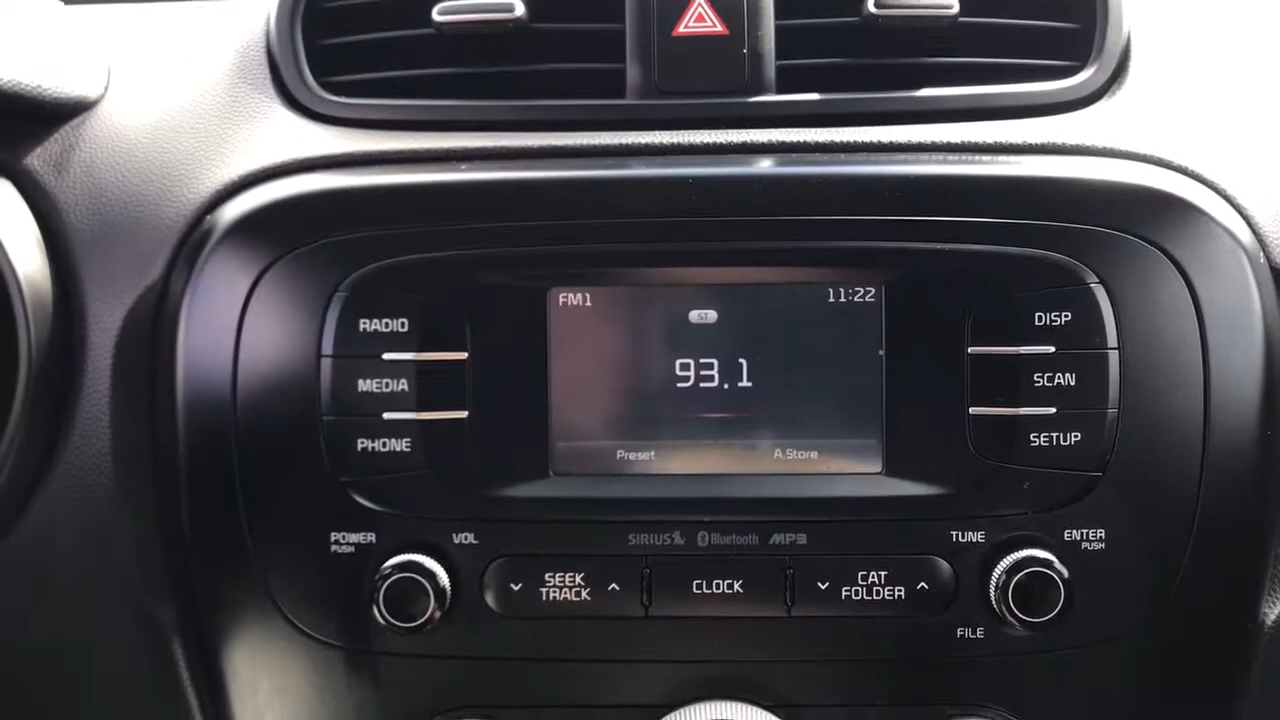 FM1
11:22
ST
93.1
Preset
A.Store
RADIO
MEDIA
PHONE
DISP
SCAN
SETUP
POWER
PUSH
VOL
SIRIUS
Bluetooth
MP3
TUNE
ENTER
PUSH
SEEK
TRACK
CLOCK
CAT
FOLDER
FILE